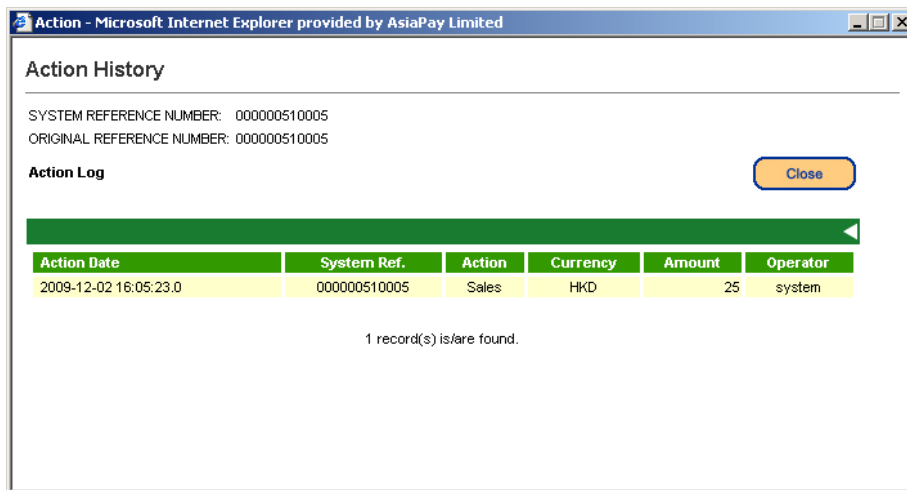 Action - Microsoft Internet Explorer provided by AsiaPay Limited
Action History
SYSTEM REFERENCE NUMBER: 000000510005
ORIGINAL REFERENCE NUMBER: 000000510005
Action Log
Close
Action Date System Ref. Action Currency Amount Operator
2009-12-02 16:05:23.0 000000510005 Sales HKD 25 system
1 record(s) is/are found.